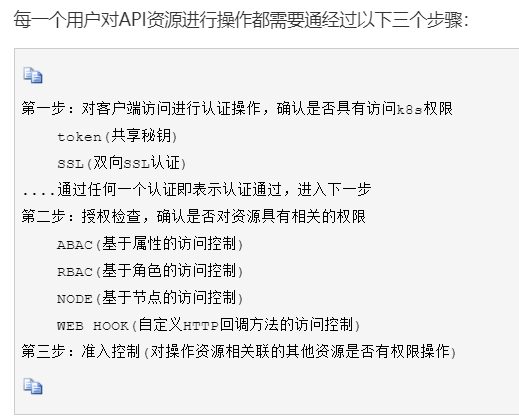 每一个用户对API资源进行操作都需要通经过以下三个步骤：
第一步：对客户端访问进行认证操作，确认是否具有访问k8s权限
token(共享秘钥)
SSL(双向SSL认证)
....通过任何一个认证即表示认证通过，进入下一步
第二步：授权检查，确认是否对资源具有相关的权限
ABAC(基于属性的访问控制)
RBAC(基于角色的访问控制)
NODE(基于节点的访问控制)
WEB HOOK(自定义HTTP回调方法的访问控制)
第三步：准入控制(对操作资源相关联的其他资源是否有权限操作)